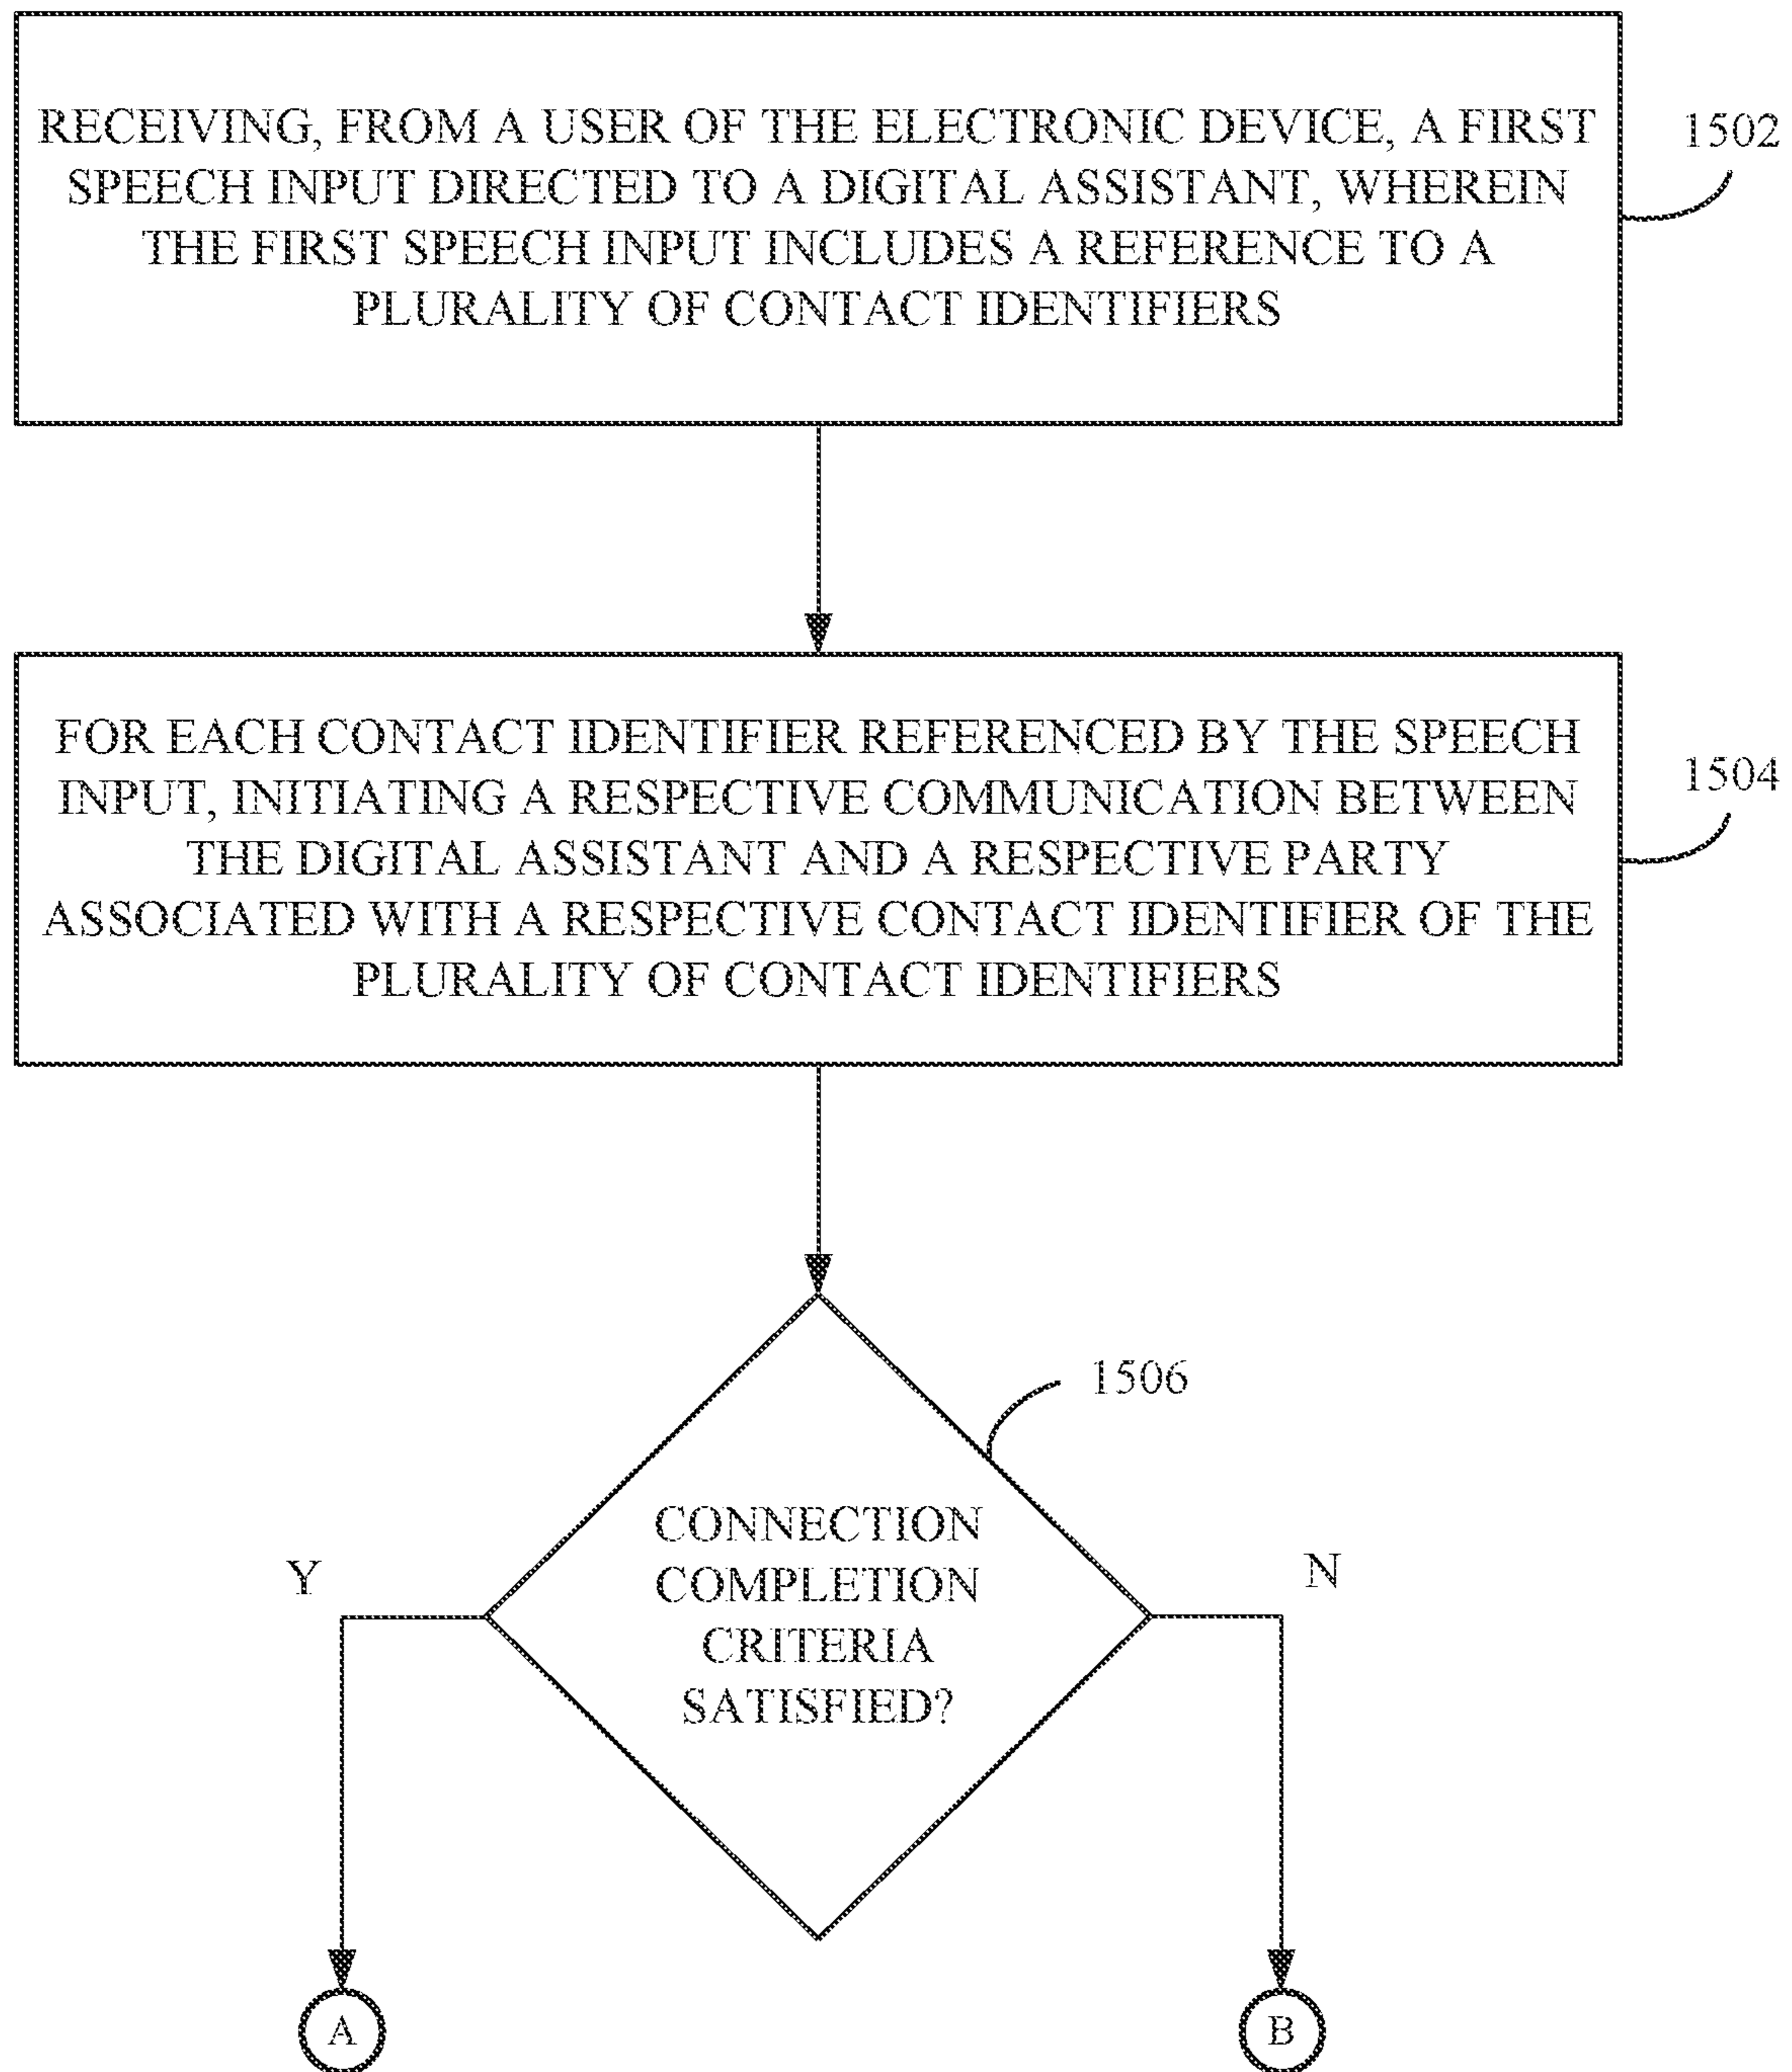 RECEIVING, FROM A USER OF THE ELECTRONIC DEVICE, A FIRST
SPEECH INPUT DIRECTED TO A DIGITAL ASSISTANT, WHEREIN
THE FIRST SPEECH INPUT INCLUDES A REFERENCE TO A
PLURALITY OF CONTACT IDENTIFIERS
1502
FOR EACH CONTACT IDENTIFIER REFERENCED BY THE SPEECH
INPUT, INITIATING A RESPECTIVE COMMUNICATION BETWEEN
THE DIGITAL ASSISTANT AND A RESPECTIVE PARTY
ASSOCIATED WITH A RESPECTIVE CONTACT IDENTIFIER OF THE
PLURALITY OF CONTACT IDENTIFIERS
1504
1506
CONNECTION
COMPLETION
CRITERIA
SATISFIED?
Y
N
A
B